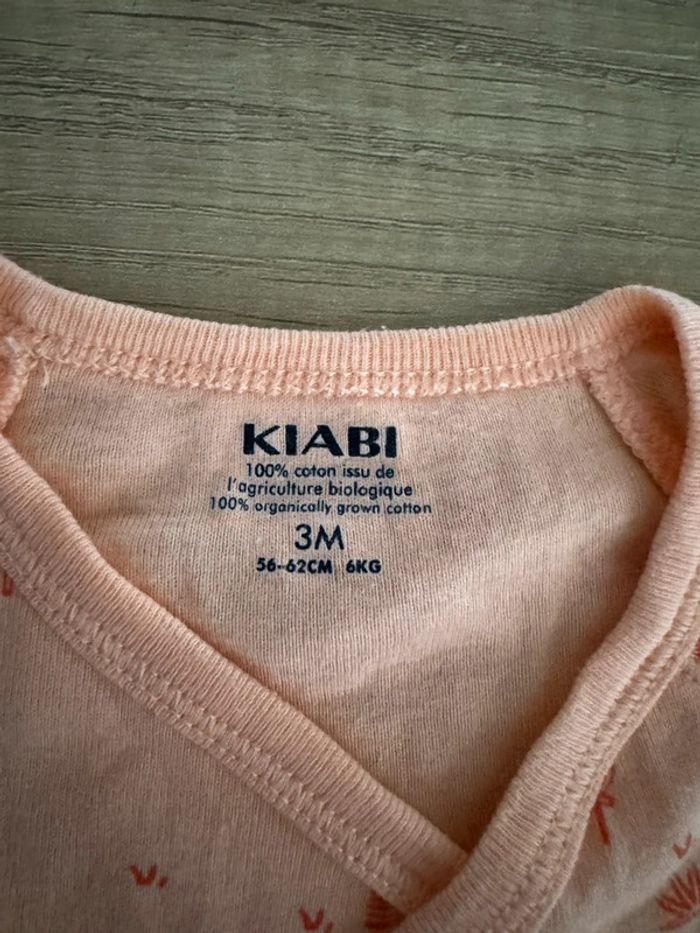 KIABI
100% coton issu de
l'agriculture biologique
100% organically grown cotton
3M
56-62CM 6KG